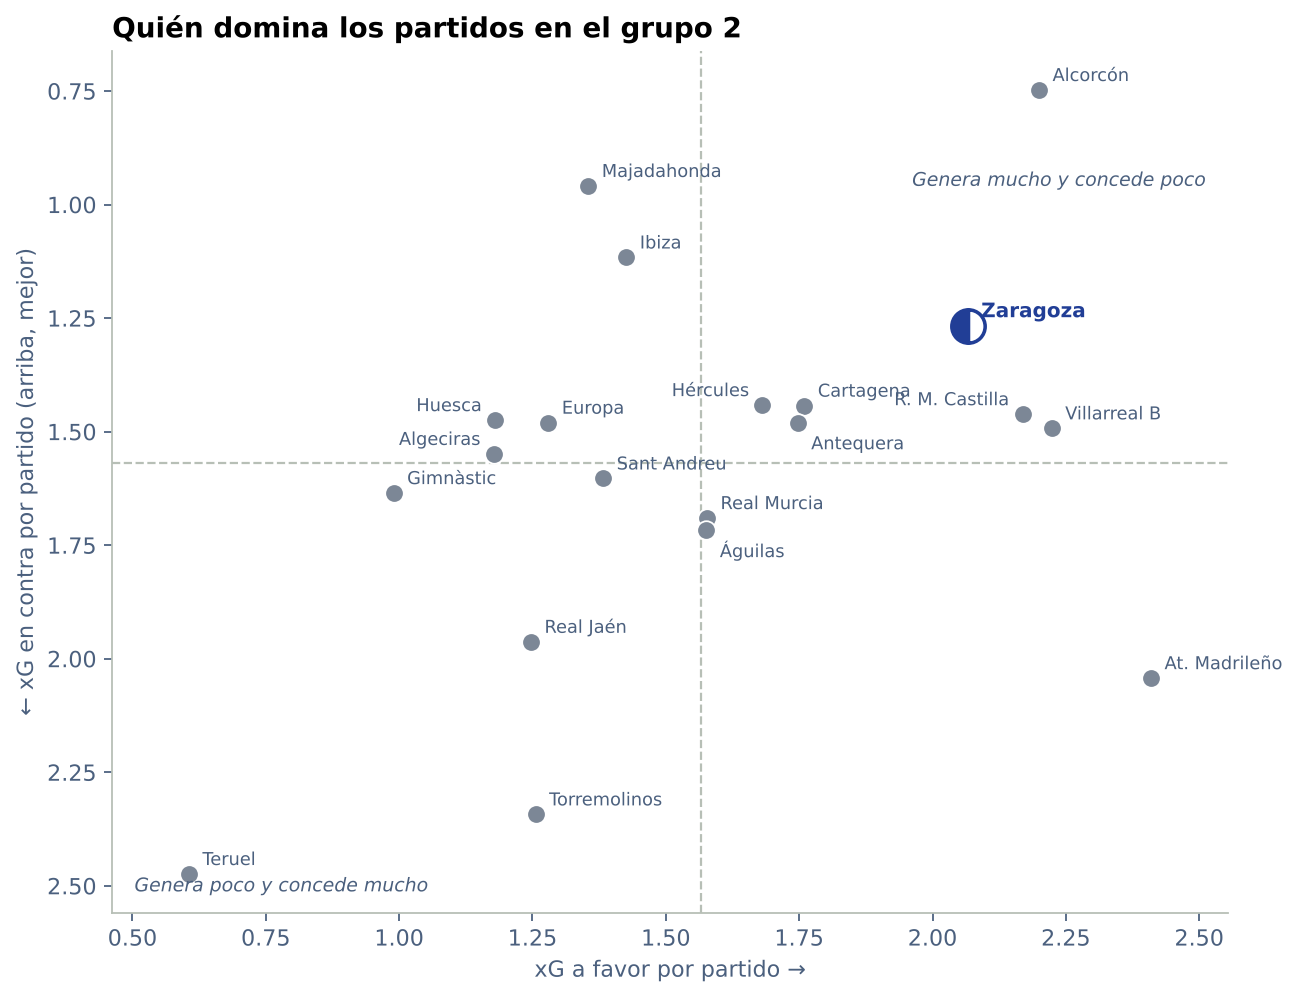 Quién domina los partidos en el grupo 2
← xG en contra por partido (arriba, mejor)
0.75
1.00
1.25
1.50
1.75
2.00
2.25
2.50
Alcorcón
Majadahonda
Genera mucho y concede poco
Ibiza
Zaragoza
Hércules
Cartagena
R. M. Castilla
Huesca
Europa
Villarreal B
Algeciras
Antequera
Sant Andreu
Gimnàstic
Real Murcia
Águilas
Real Jaén
At. Madrileño
Torremolinos
Teruel
Genera poco y concede mucho
0.50
0.75
1.00
1.25
1.50
1.75
2.00
2.25
2.50
xG a favor por partido →